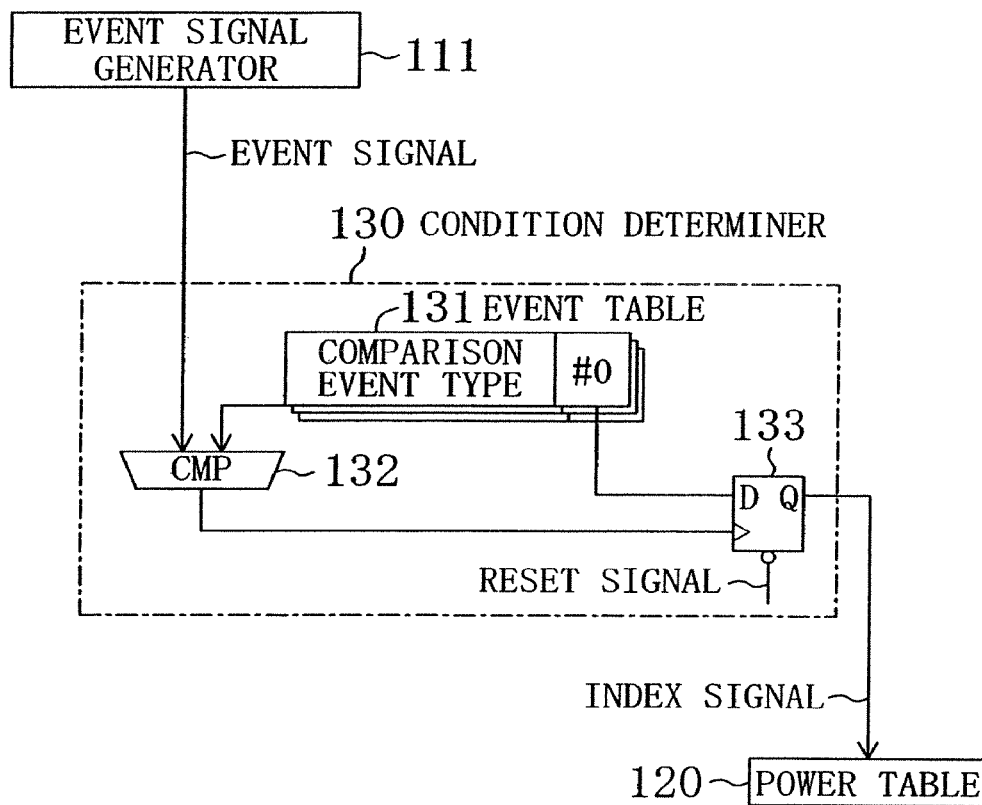 EVENT SIGNAL
GENERATOR
111
EVENT SIGNAL
130 CONDITION DETERMINER
131 EVENT TABLE
COMPARISON
EVENT TYPE
#0
133
CMP
132
D Q
RESET SIGNAL
INDEX SIGNAL
120
POWER TABLE